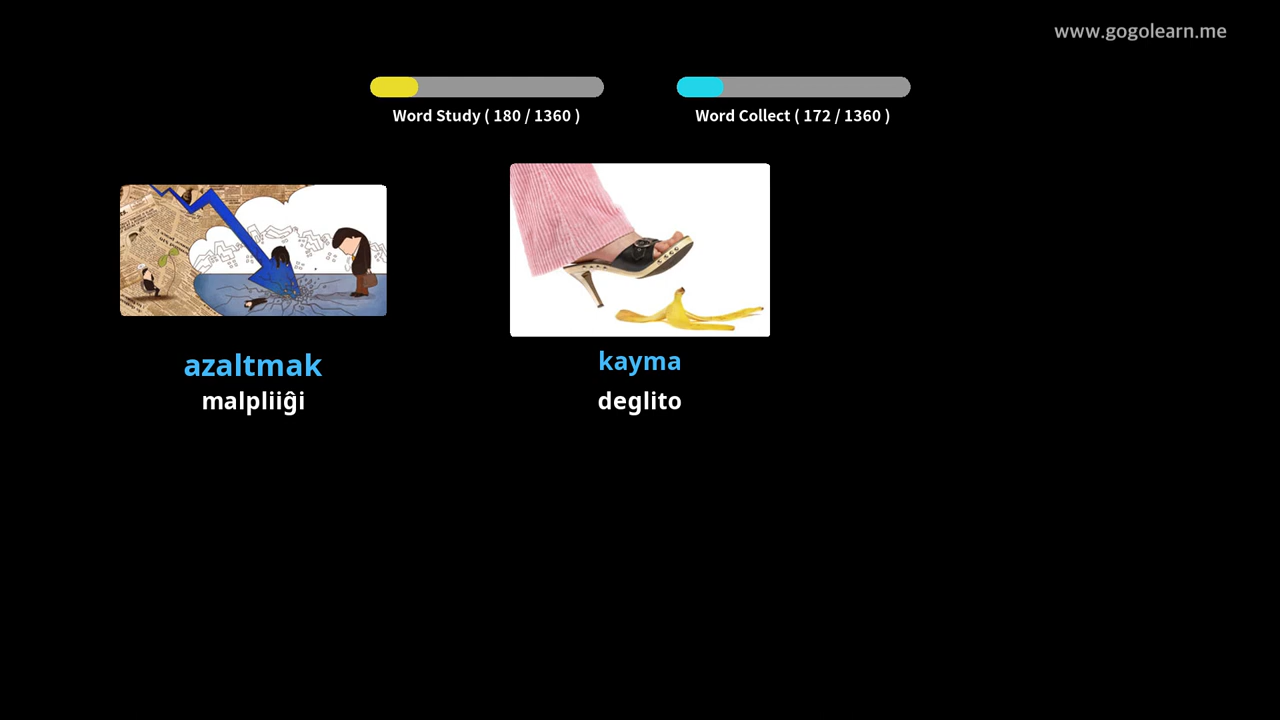 www.gogolearn.me
Word Study ( 180 / 1360 )
Word Collect ( 172 / 1360 )
azaltmak
malpliiĝi
kayma
deglito